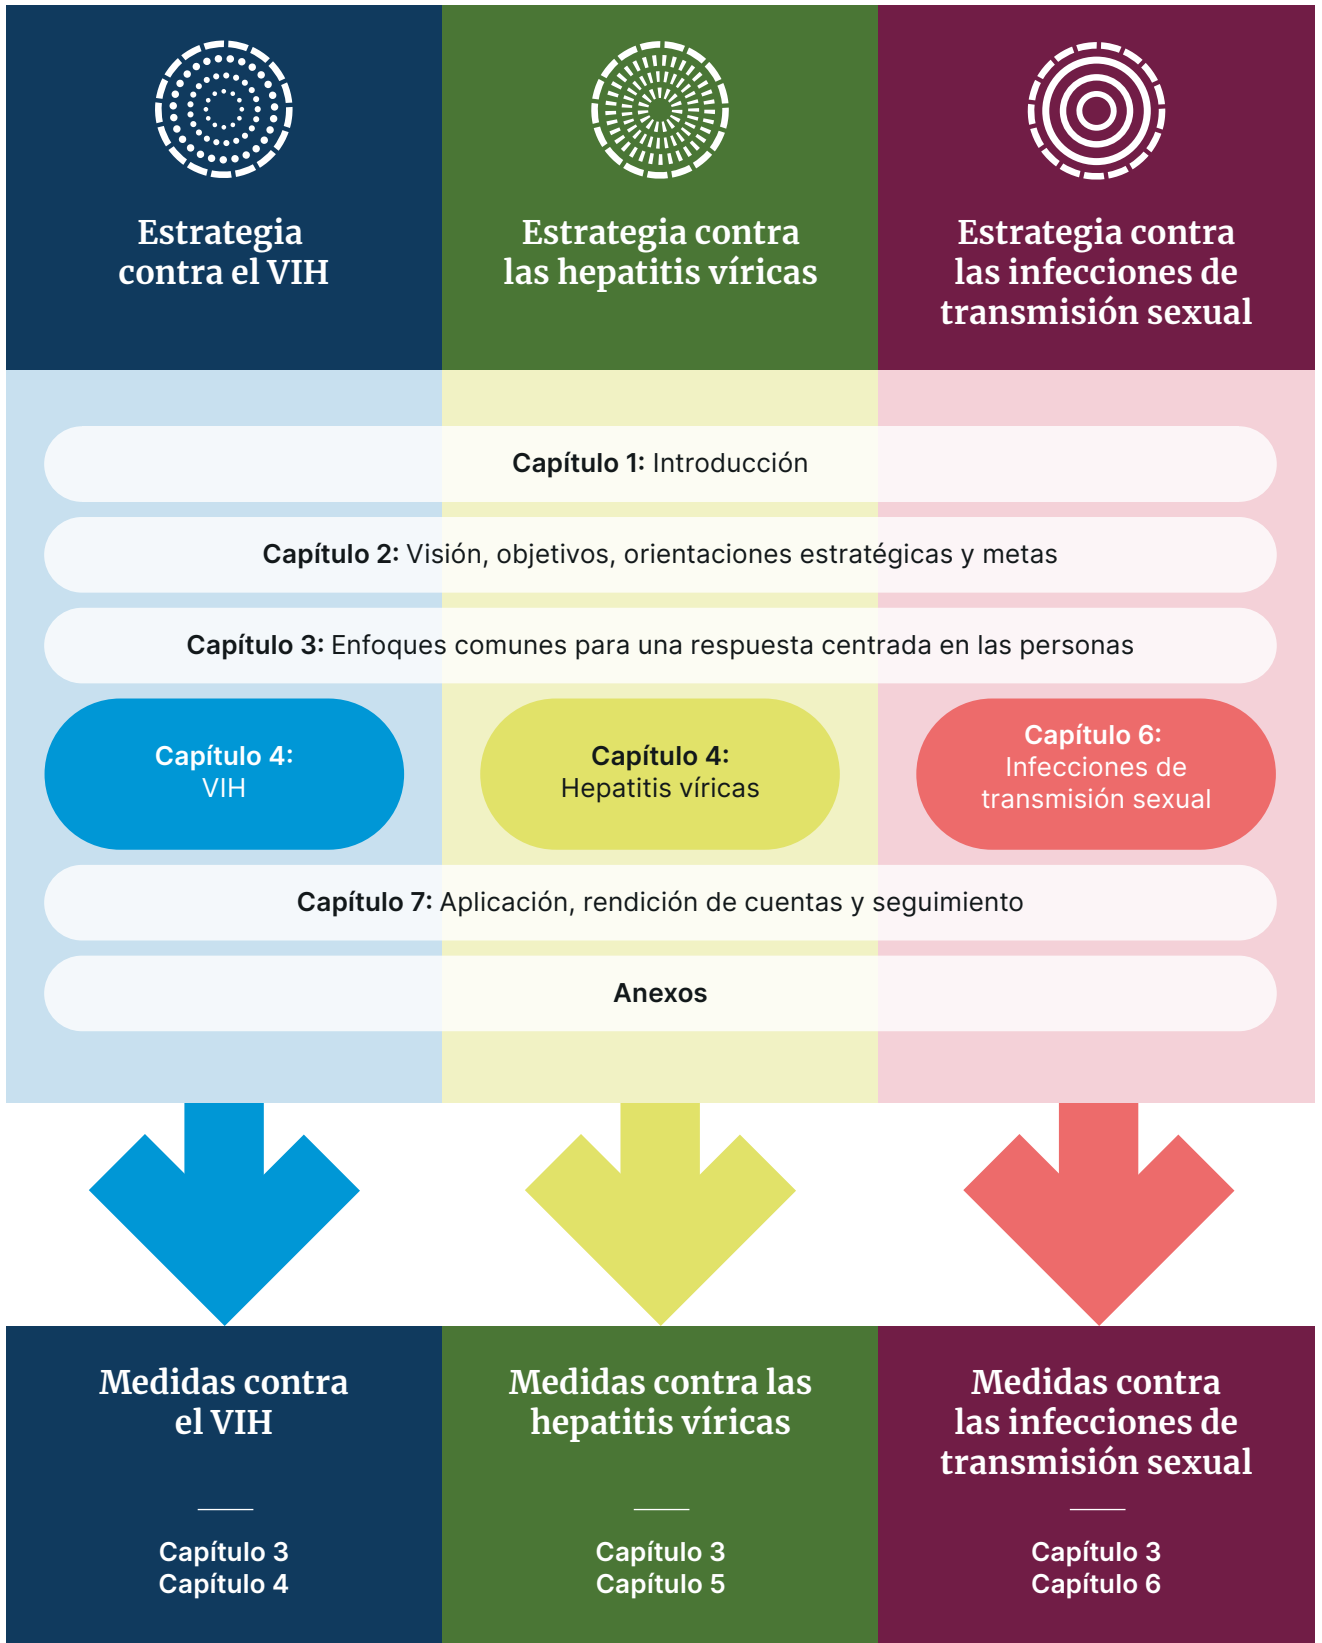 Estrategia
contra el VIH
Estrategia contra
las hepatitis víricas
Estrategia contra
las infecciones de
transmisión sexual
Capítulo 1: Introducción
Capítulo 2: Visión, objetivos, orientaciones estratégicas y metas
Capítulo 3: Enfoques comunes para una respuesta centrada en las personas
Capítulo 4:
VIH
Capítulo 4:
Hepatitis víricas
Capítulo 6:
Infecciones de
transmisión sexual
Capítulo 7: Aplicación, rendición de cuentas y seguimiento
Anexos
Medidas contra
el VIH
Capítulo 3
Capítulo 4
Medidas contra las
hepatitis víricas
Capítulo 3
Capítulo 5
Medidas contra
las infecciones de
transmisión sexual
Capítulo 3
Capítulo 6